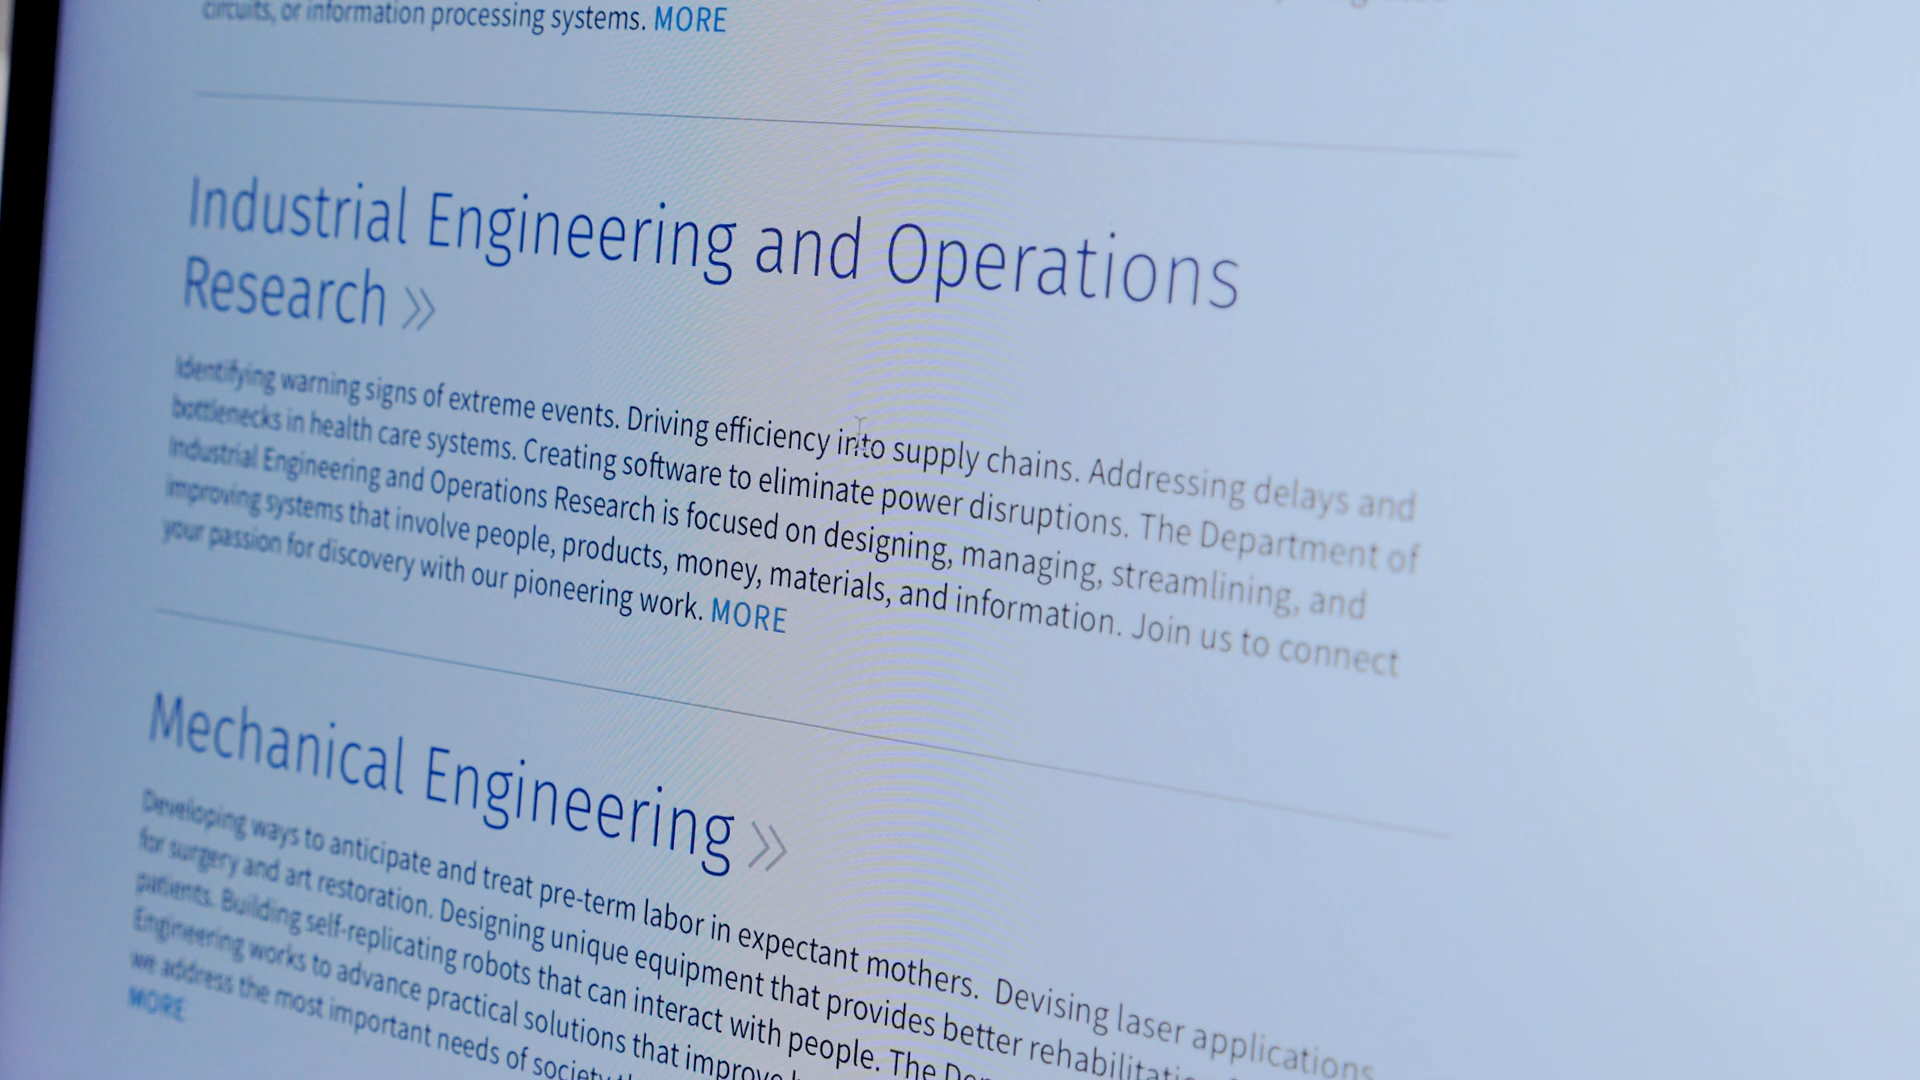 circuits, or information processing systems. MORE
Industrial Engineering and Operations
Research »
Identifying warning signs of extreme events. Driving efficiency into supply chains. Addressing delays and
bottlenecks in health care systems. Creating software to eliminate power disruptions. The Department of
Industrial Engineering and Operations Research is focused on designing, managing, streamlining, and
improving systems that involve people, products, money, materials, and information. Join us to connect
your passion for discovery with our pioneering work. MORE
Mechanical Engineering »
Developing ways to anticipate and treat pre-term labor in expectant mothers. Devising laser applications
for surgery and art restoration. Designing unique equipment that provides better
patients. Building self-replicating robots that can interact with people. The
Engineering works to advance practical solutions that improve
we address the most important needs of society
MORE